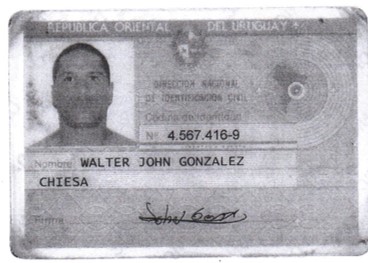 REPUBLICA ORIENTAL DEL URUGUAY
DIRECCION NACIONAL
DE IDENTIFICACION CIVIL
Cédula de Identidad
Nº 4.567.416-9
Nombre WALTER JOHN GONZALEZ
CHIESA
Firma